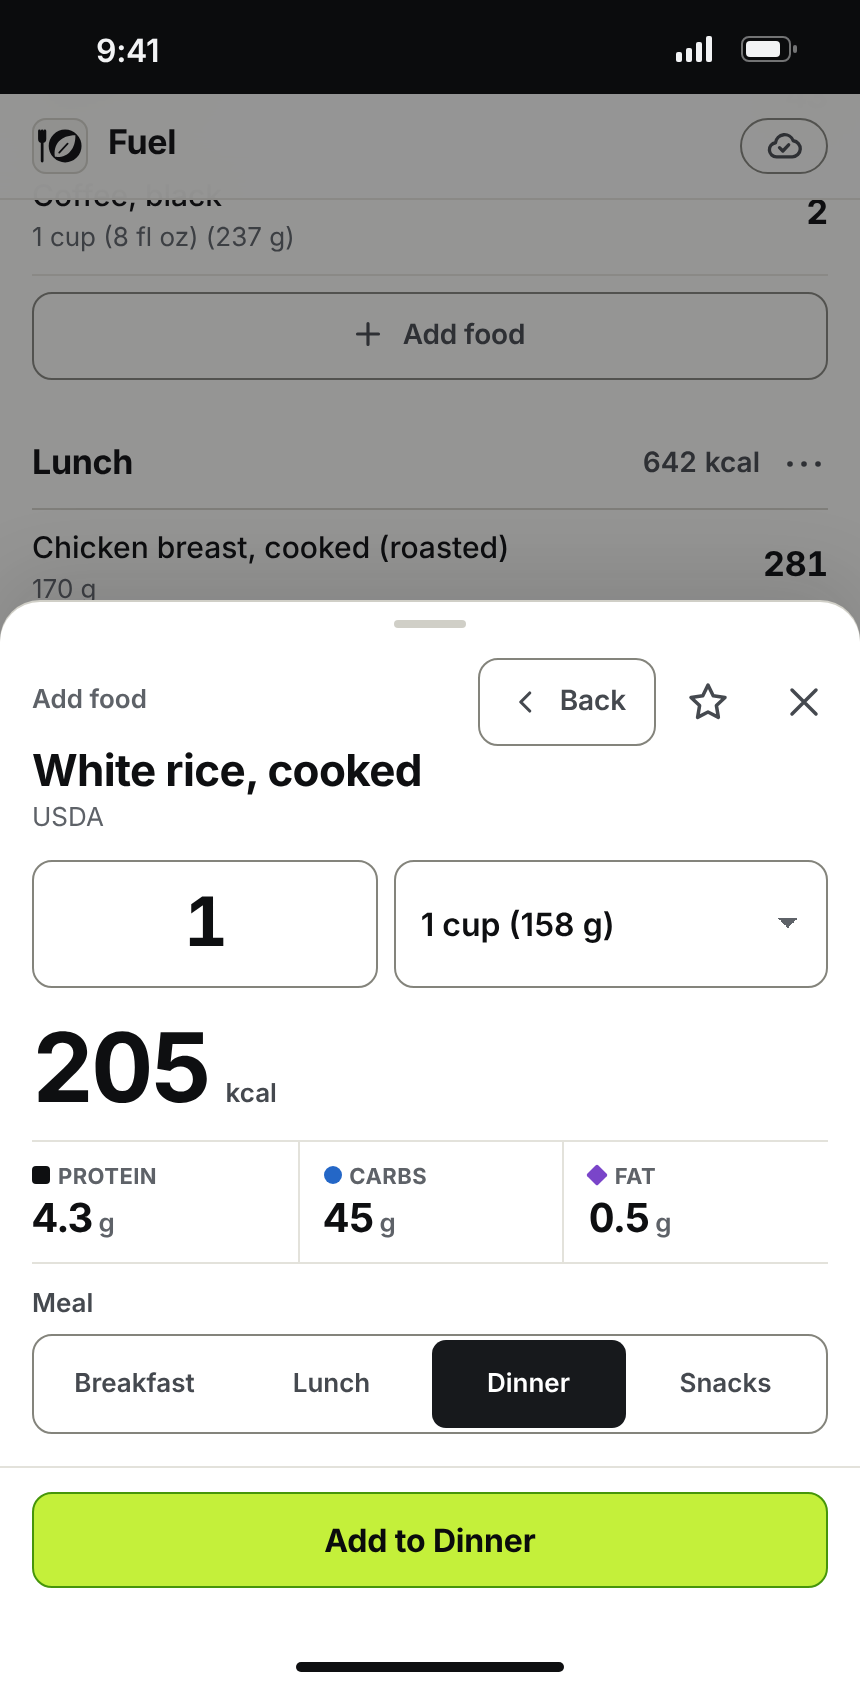 9:41
Fuel
Coffee, black
2
1 cup (8 fl oz) (237 g)
Add food
Lunch
642 kcal
Chicken breast, cooked (roasted)
281
170 g
Add food
Back
White rice, cooked
USDA
1
1 cup (158 g)
205 kcal
PROTEIN
4.3 g
CARBS
45 g
FAT
0.5 g
Meal
Breakfast
Lunch
Dinner
Snacks
Add to Dinner